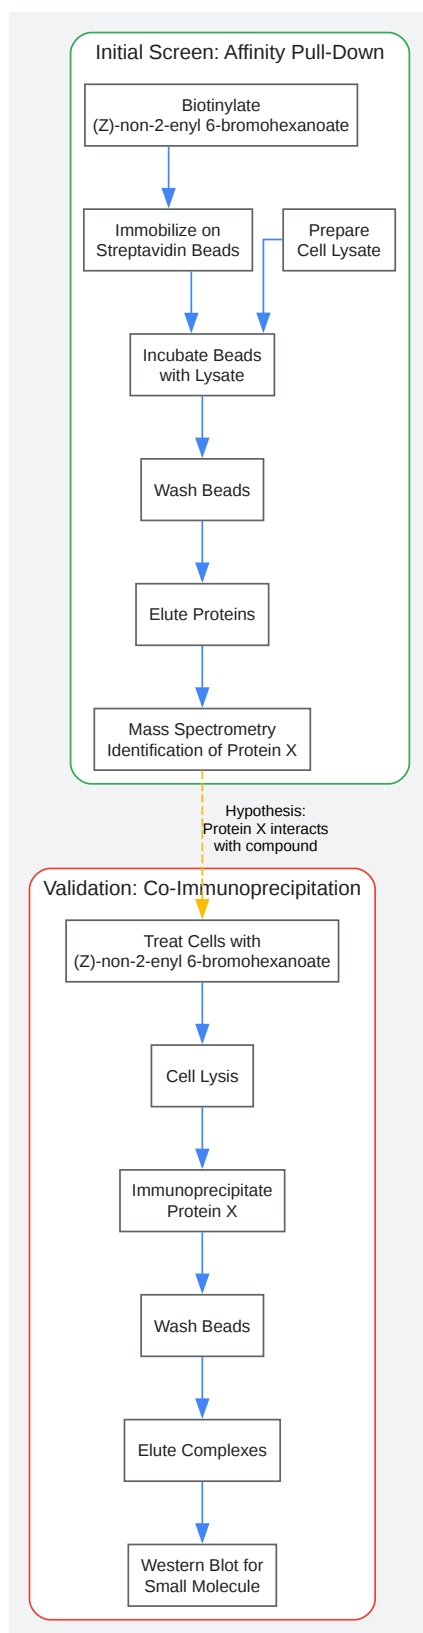 Initial Screen: Affinity Pull-Down
Biotinylate
(Z)-non-2-enyl 6-bromohexanoate
Immobilize on
Streptavidin Beads
Prepare
Cell Lysate
Incubate Beads
with Lysate
Wash Beads
Elute Proteins
Mass Spectrometry
Identification of Protein X
Hypothesis:
Protein X interacts
with compound
Validation: Co-Immunoprecipitation
Treat Cells with
(Z)-non-2-enyl 6-bromohexanoate
Cell Lysis
Immunoprecipitate
Protein X
Wash Beads
Elute Complexes
Western Blot for
Small Molecule